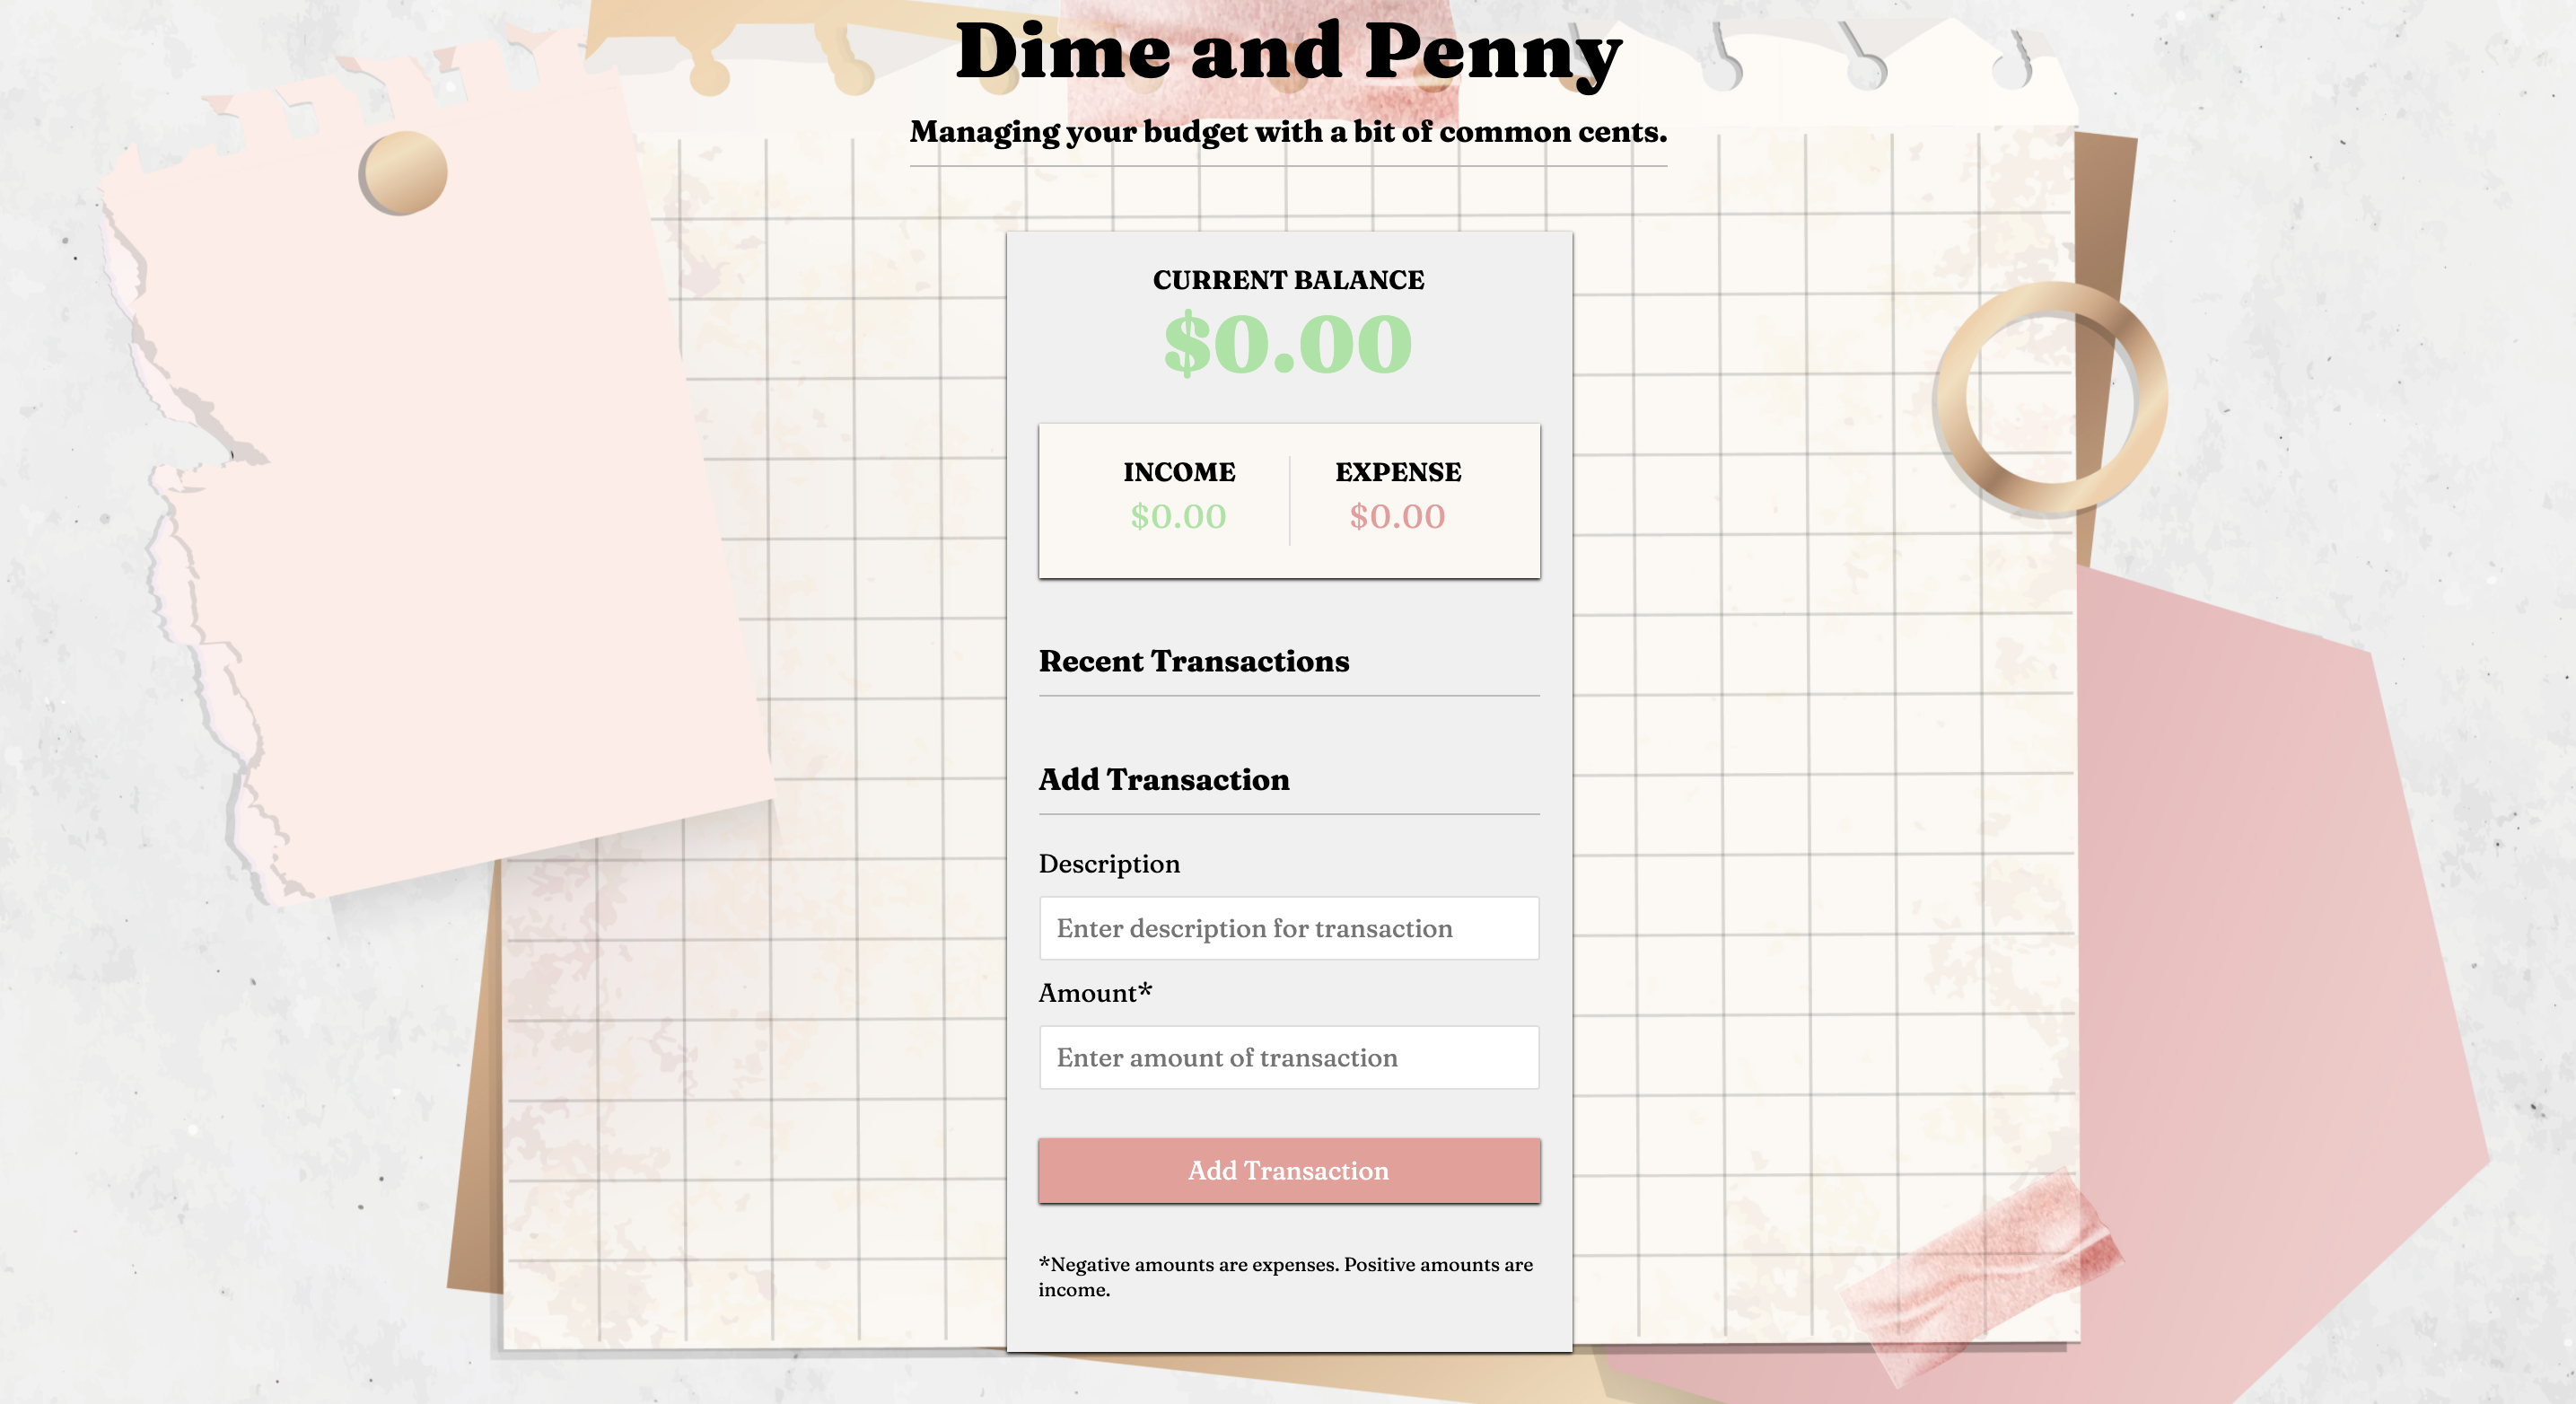 Dime and Penny
Managing your budget with a bit of common cents.
CURRENT BALANCE
$0.00
INCOME EXPENSE
$0.00 $0.00
Recent Transactions
Add Transaction
Description
Enter description for transaction
Amount*
Enter amount of transaction
Add Transaction
*Negative amounts are expenses. Positive amounts are
income.